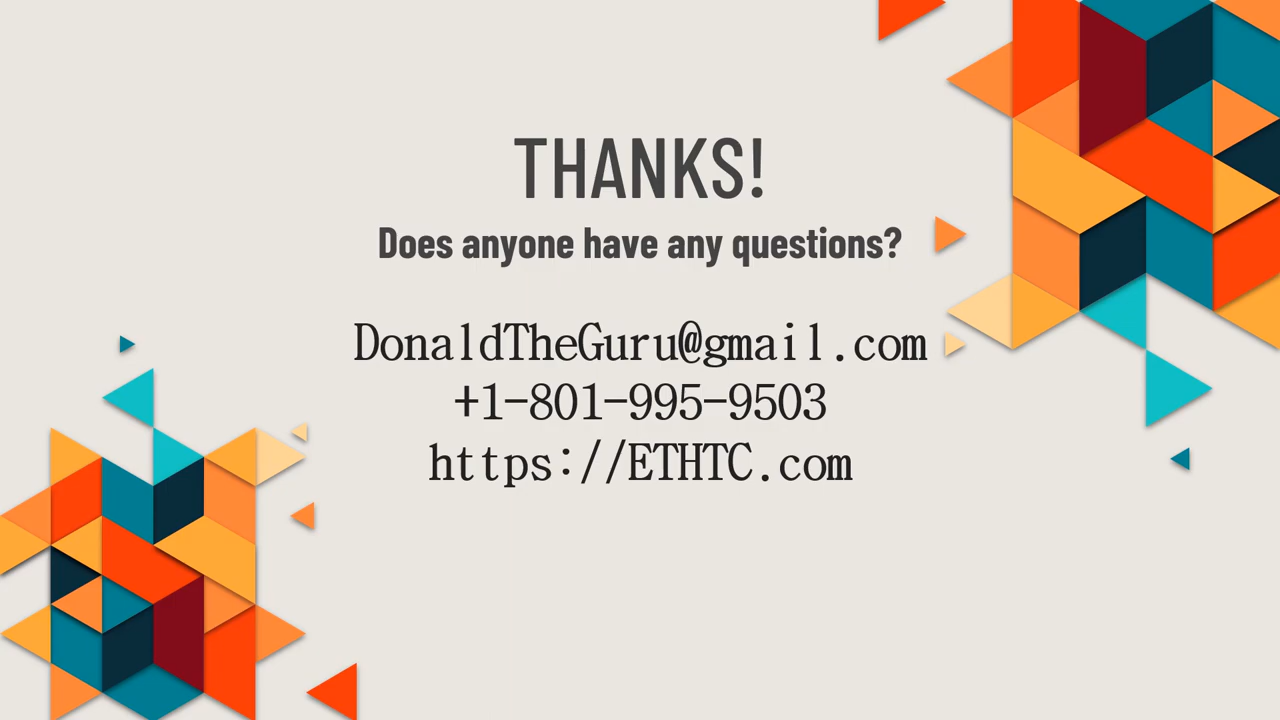 THANKS!
Does anyone have any questions?
DonaldTheGuru@gmail.com
+1-801-995-9503
https://ETHTC.com